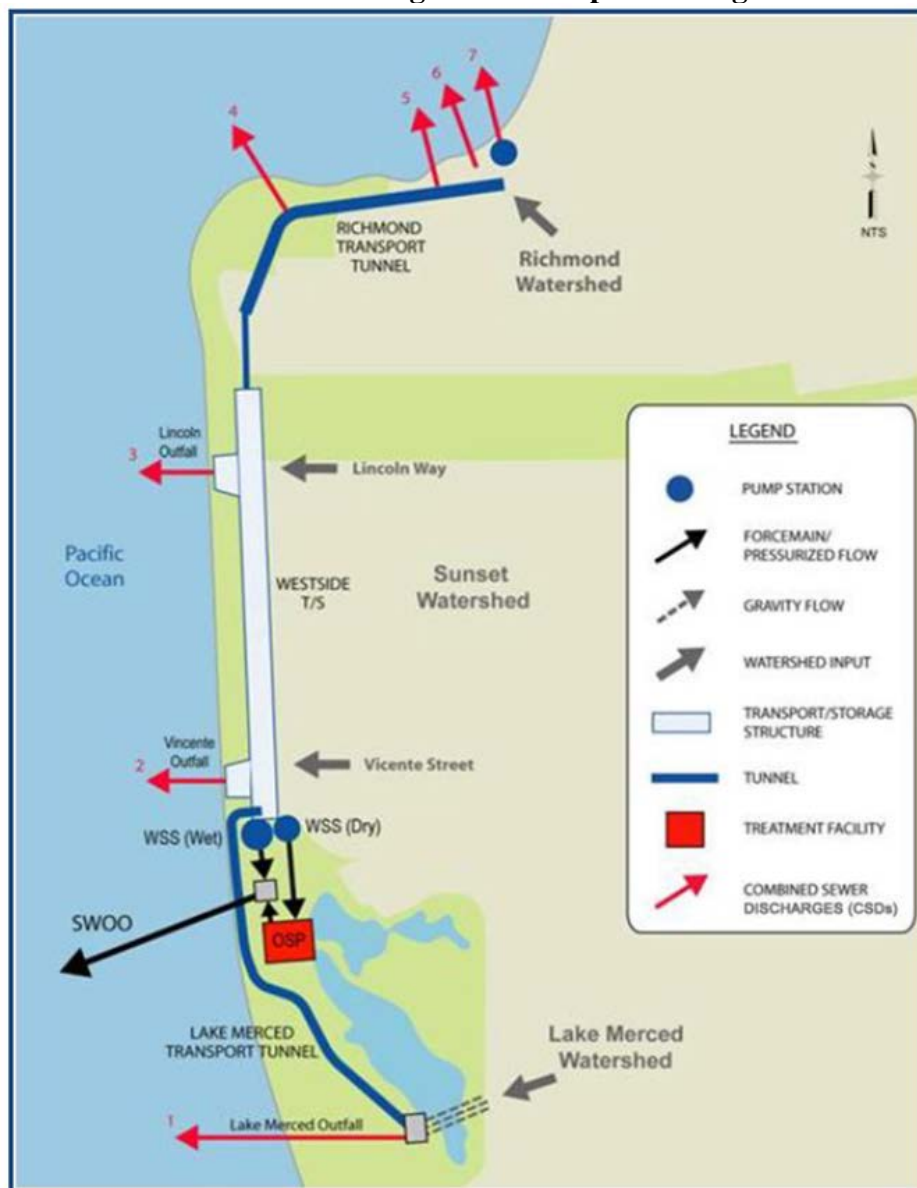 7
6
5
4
NTS
RICHMOND
TRANSPORT
TUNNEL
Richmond
Watershed
Lincoln
Outfall
3
Lincoln Way
Pacific
Ocean
WESTSIDE
T/S
Sunset
Watershed
Vincente
Outfall
2
Vicente Street
WSS (Wet)
WSS (Dry)
SWOO
OSP
LAKE MERCED
TRANSPORT TUNNEL
Lake Merced
Watershed
1
Lake Merced Outfall
LEGEND
PUMP STATION
FORCEMAIN/
PRESSURIZED FLOW
GRAVITY FLOW
WATERSHED INPUT
TRANSPORT/STORAGE
STRUCTURE
TUNNEL
TREATMENT FACILITY
COMBINED SEWER
DISCHARGES (CSDs)